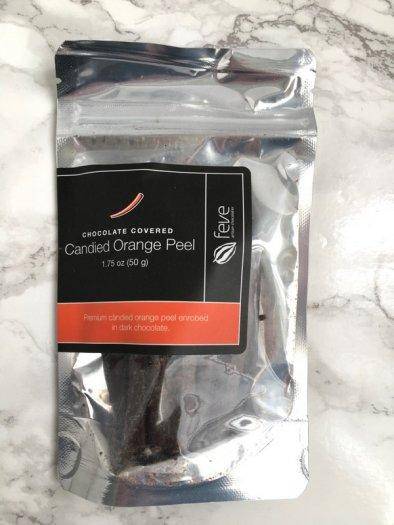 CHOCOLATE COVERED
Candied Orange Peel
1.75 oz (50 g)
feve
Premium candied orange peel enrobed
in dark chocolate.